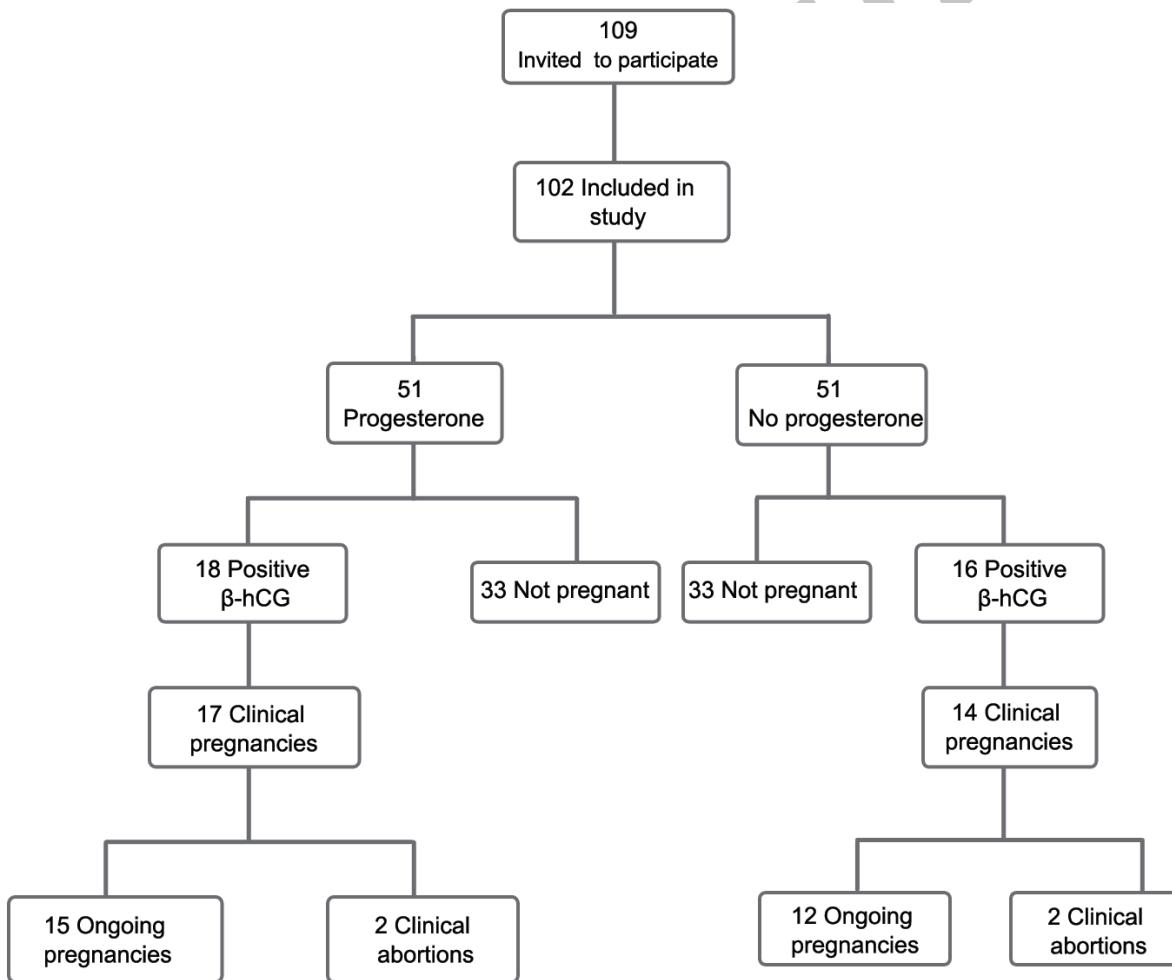 109
Invited to participate
102 Included in
study
51
Progesterone
51
No progesterone
18 Positive
β-hCG
33 Not pregnant
33 Not pregnant
16 Positive
β-hCG
17 Clinical
pregnancies
14 Clinical
pregnancies
15 Ongoing
pregnancies
2 Clinical
abortions
12 Ongoing
pregnancies
2 Clinical
abortions